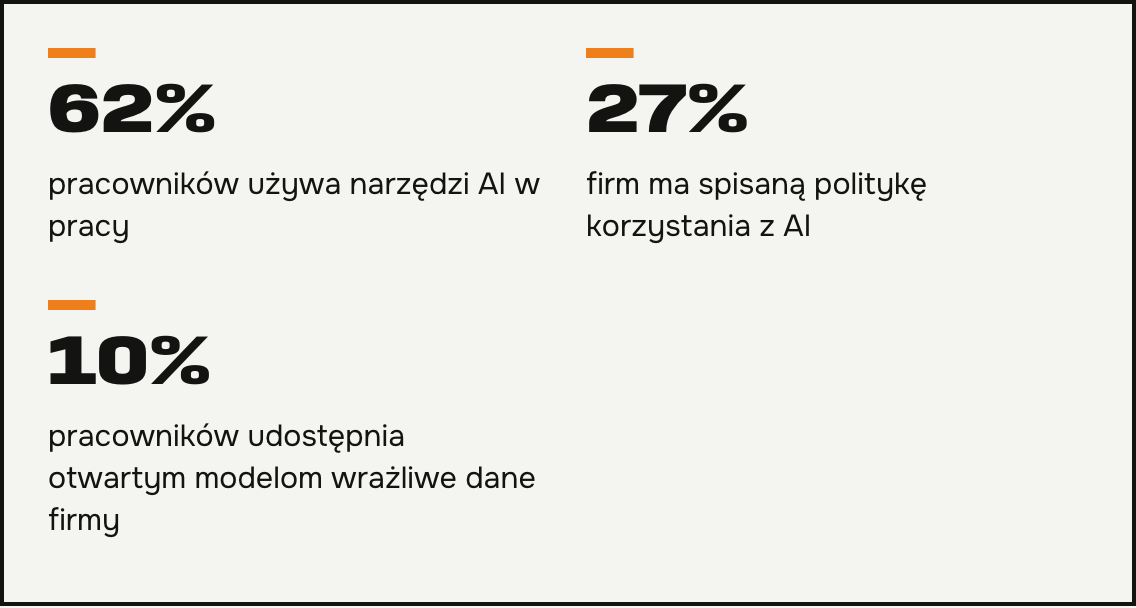 62%
pracowników używa narzędzi AI w
pracy
27%
firm ma spisaną politykę
korzystania z AI
10%
pracowników udostępnia
otwartym modelom wrażliwe dane
firmy